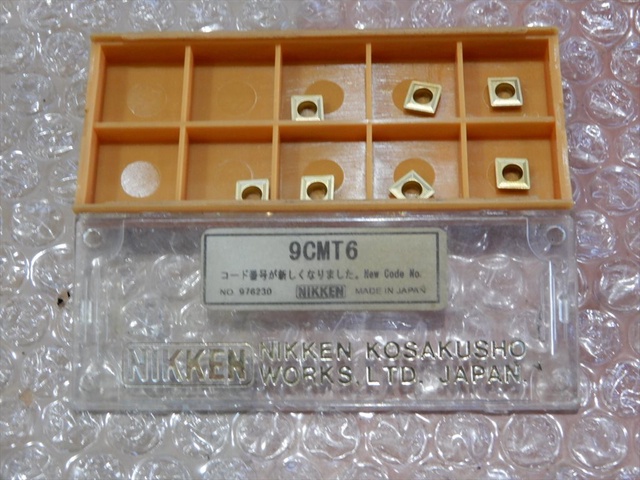 9CMT6
コード番号が新しくなりました。New Code No.
NO. 976230 NIKKEN MADE IN JAPAN
NIKKEN NIKKEN KOSAKUSHO
WORKS, LTD. JAPAN.